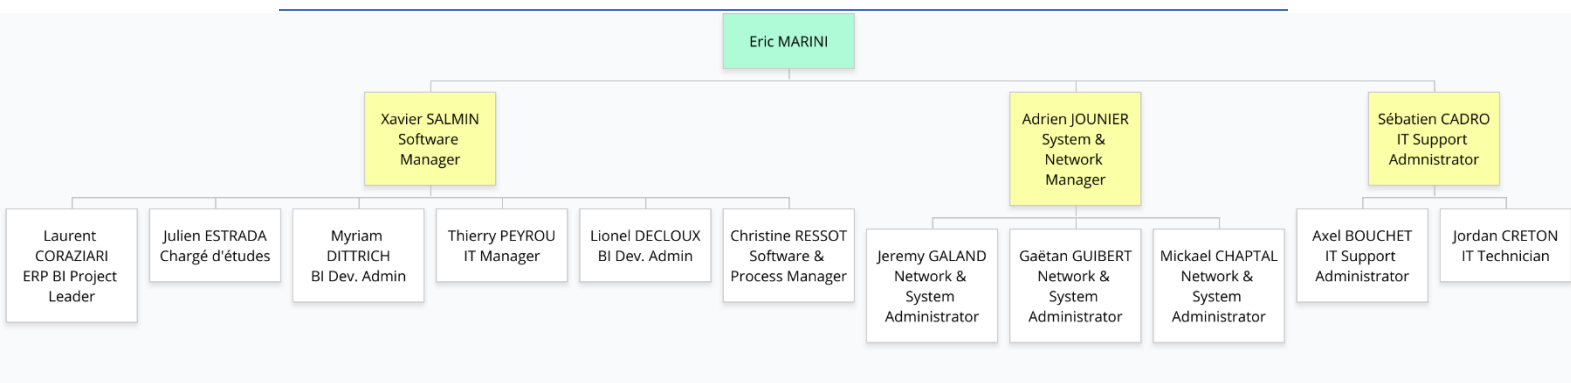 Eric MARINI
Xavier SALMIN
Software
Manager
Adrien JOUNIER
System &
Network
Manager
Sébatien CADRO
IT Support
Admnistrator
Laurent
CORAZIARI
ERP BI Project
Leader
Julien ESTRADA
Chargé d'études
Myriam
DITTRICH
BI Dev. Admin
Thierry PEYROU
IT Manager
Lionel DECLOUX
BI Dev. Admin
Christine RESSOT
Software &
Process Manager
Jeremy GALAND
Network &
System
Administrator
Gaëtan GUIBERT
Network &
System
Administrator
Mickael CHAPTAL
Network &
System
Administrator
Axel BOUCHET
IT Support
Administrator
Jordan CRETON
IT Technician